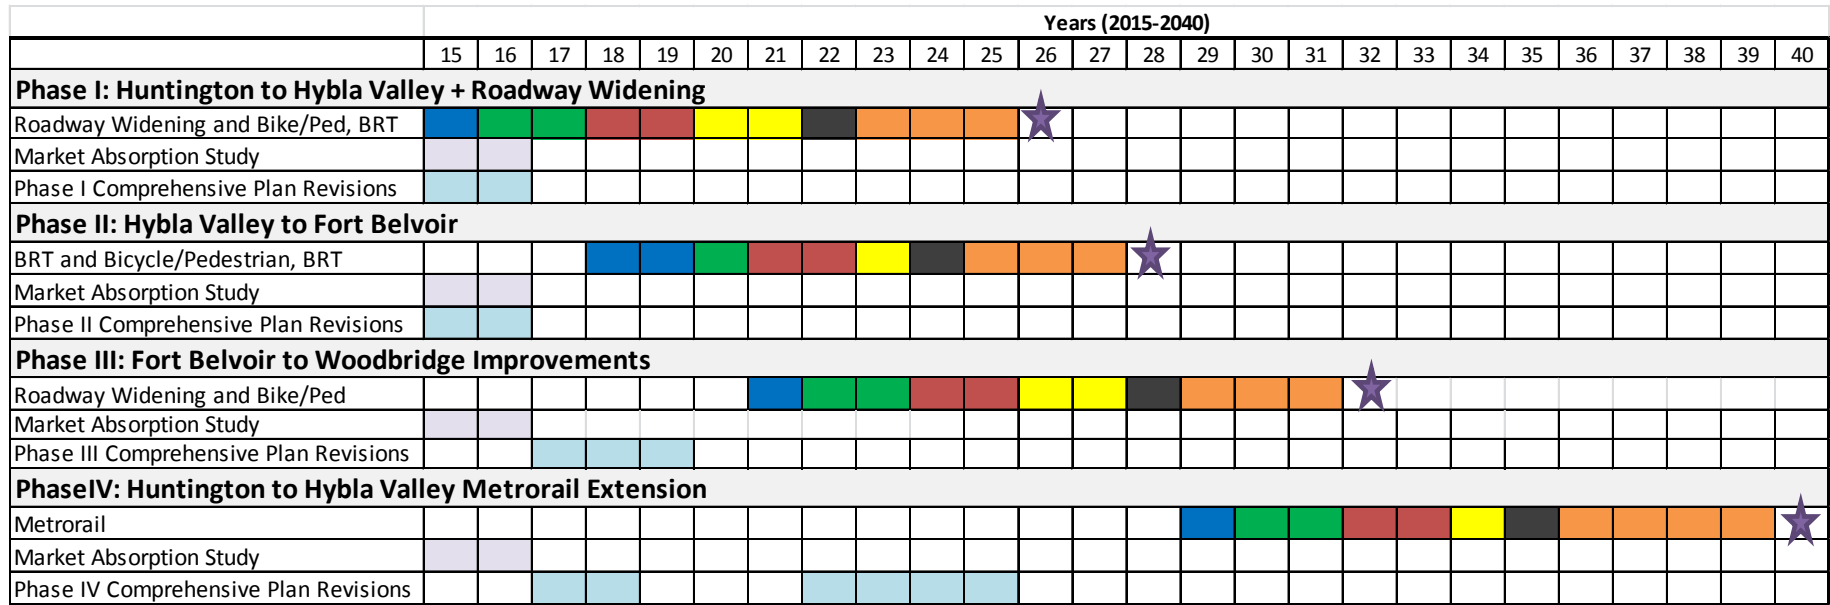 Years (2015-2040)
15 16 17 18 19 20 21 22 23 24 25 26 27 28 29 30 31 32 33 34 35 36 37 38 39 40
Phase I: Huntington to Hybla Valley + Roadway Widening
Roadway Widening and Bike/Ped, BRT
Market Absorption Study
Phase I Comprehensive Plan Revisions
Phase II: Hybla Valley to Fort Belvoir
BRT and Bicycle/Pedestrian, BRT
Market Absorption Study
Phase II Comprehensive Plan Revisions
Phase III: Fort Belvoir to Woodbridge Improvements
Roadway Widening and Bike/Ped
Market Absorption Study
Phase III Comprehensive Plan Revisions
PhaseIV: Huntington to Hybla Valley Metrorail Extension
Metrorail
Market Absorption Study
Phase IV Comprehensive Plan Revisions